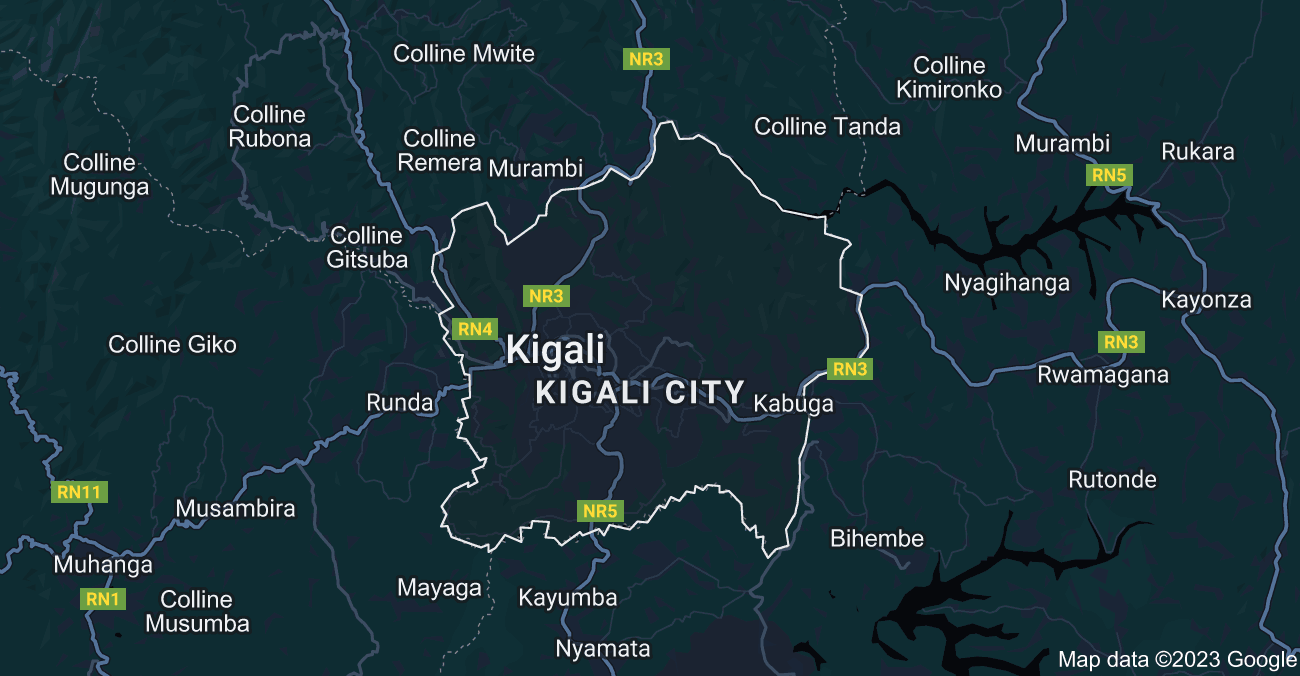 Colline Mwite
NR3
Colline
Kimironko
Colline
Rubona
Colline Tanda
Colline
Remera
Murambi
Murambi
Rukara
Colline
Mugunga
RN5
Colline
Gitsuba
Nyagihanga
NR3
Kayonza
RN4
Colline Giko
Kigali
RN3
RN3
Rwamagana
KIGALI CITY
Runda
Kabuga
Rutonde
RN11
Musambira
NR5
Bihembe
Muhanga
Mayaga
Kayumba
RN1
Colline
Musumba
Nyamata
Map data ©2023 Google